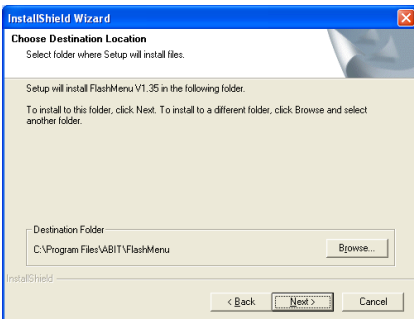 InstallShield Wizard
Choose Destination Location
Select folder where Setup will install files.
Setup will install FlashMenu V1.35 in the following folder.
To install to this folder, click Next. To install to a different folder, click Browse and select
another folder.
Destination Folder
C:\Program Files\ABIT\FlashMenu
Browse...
InstallShield
< Back
Next >
Cancel